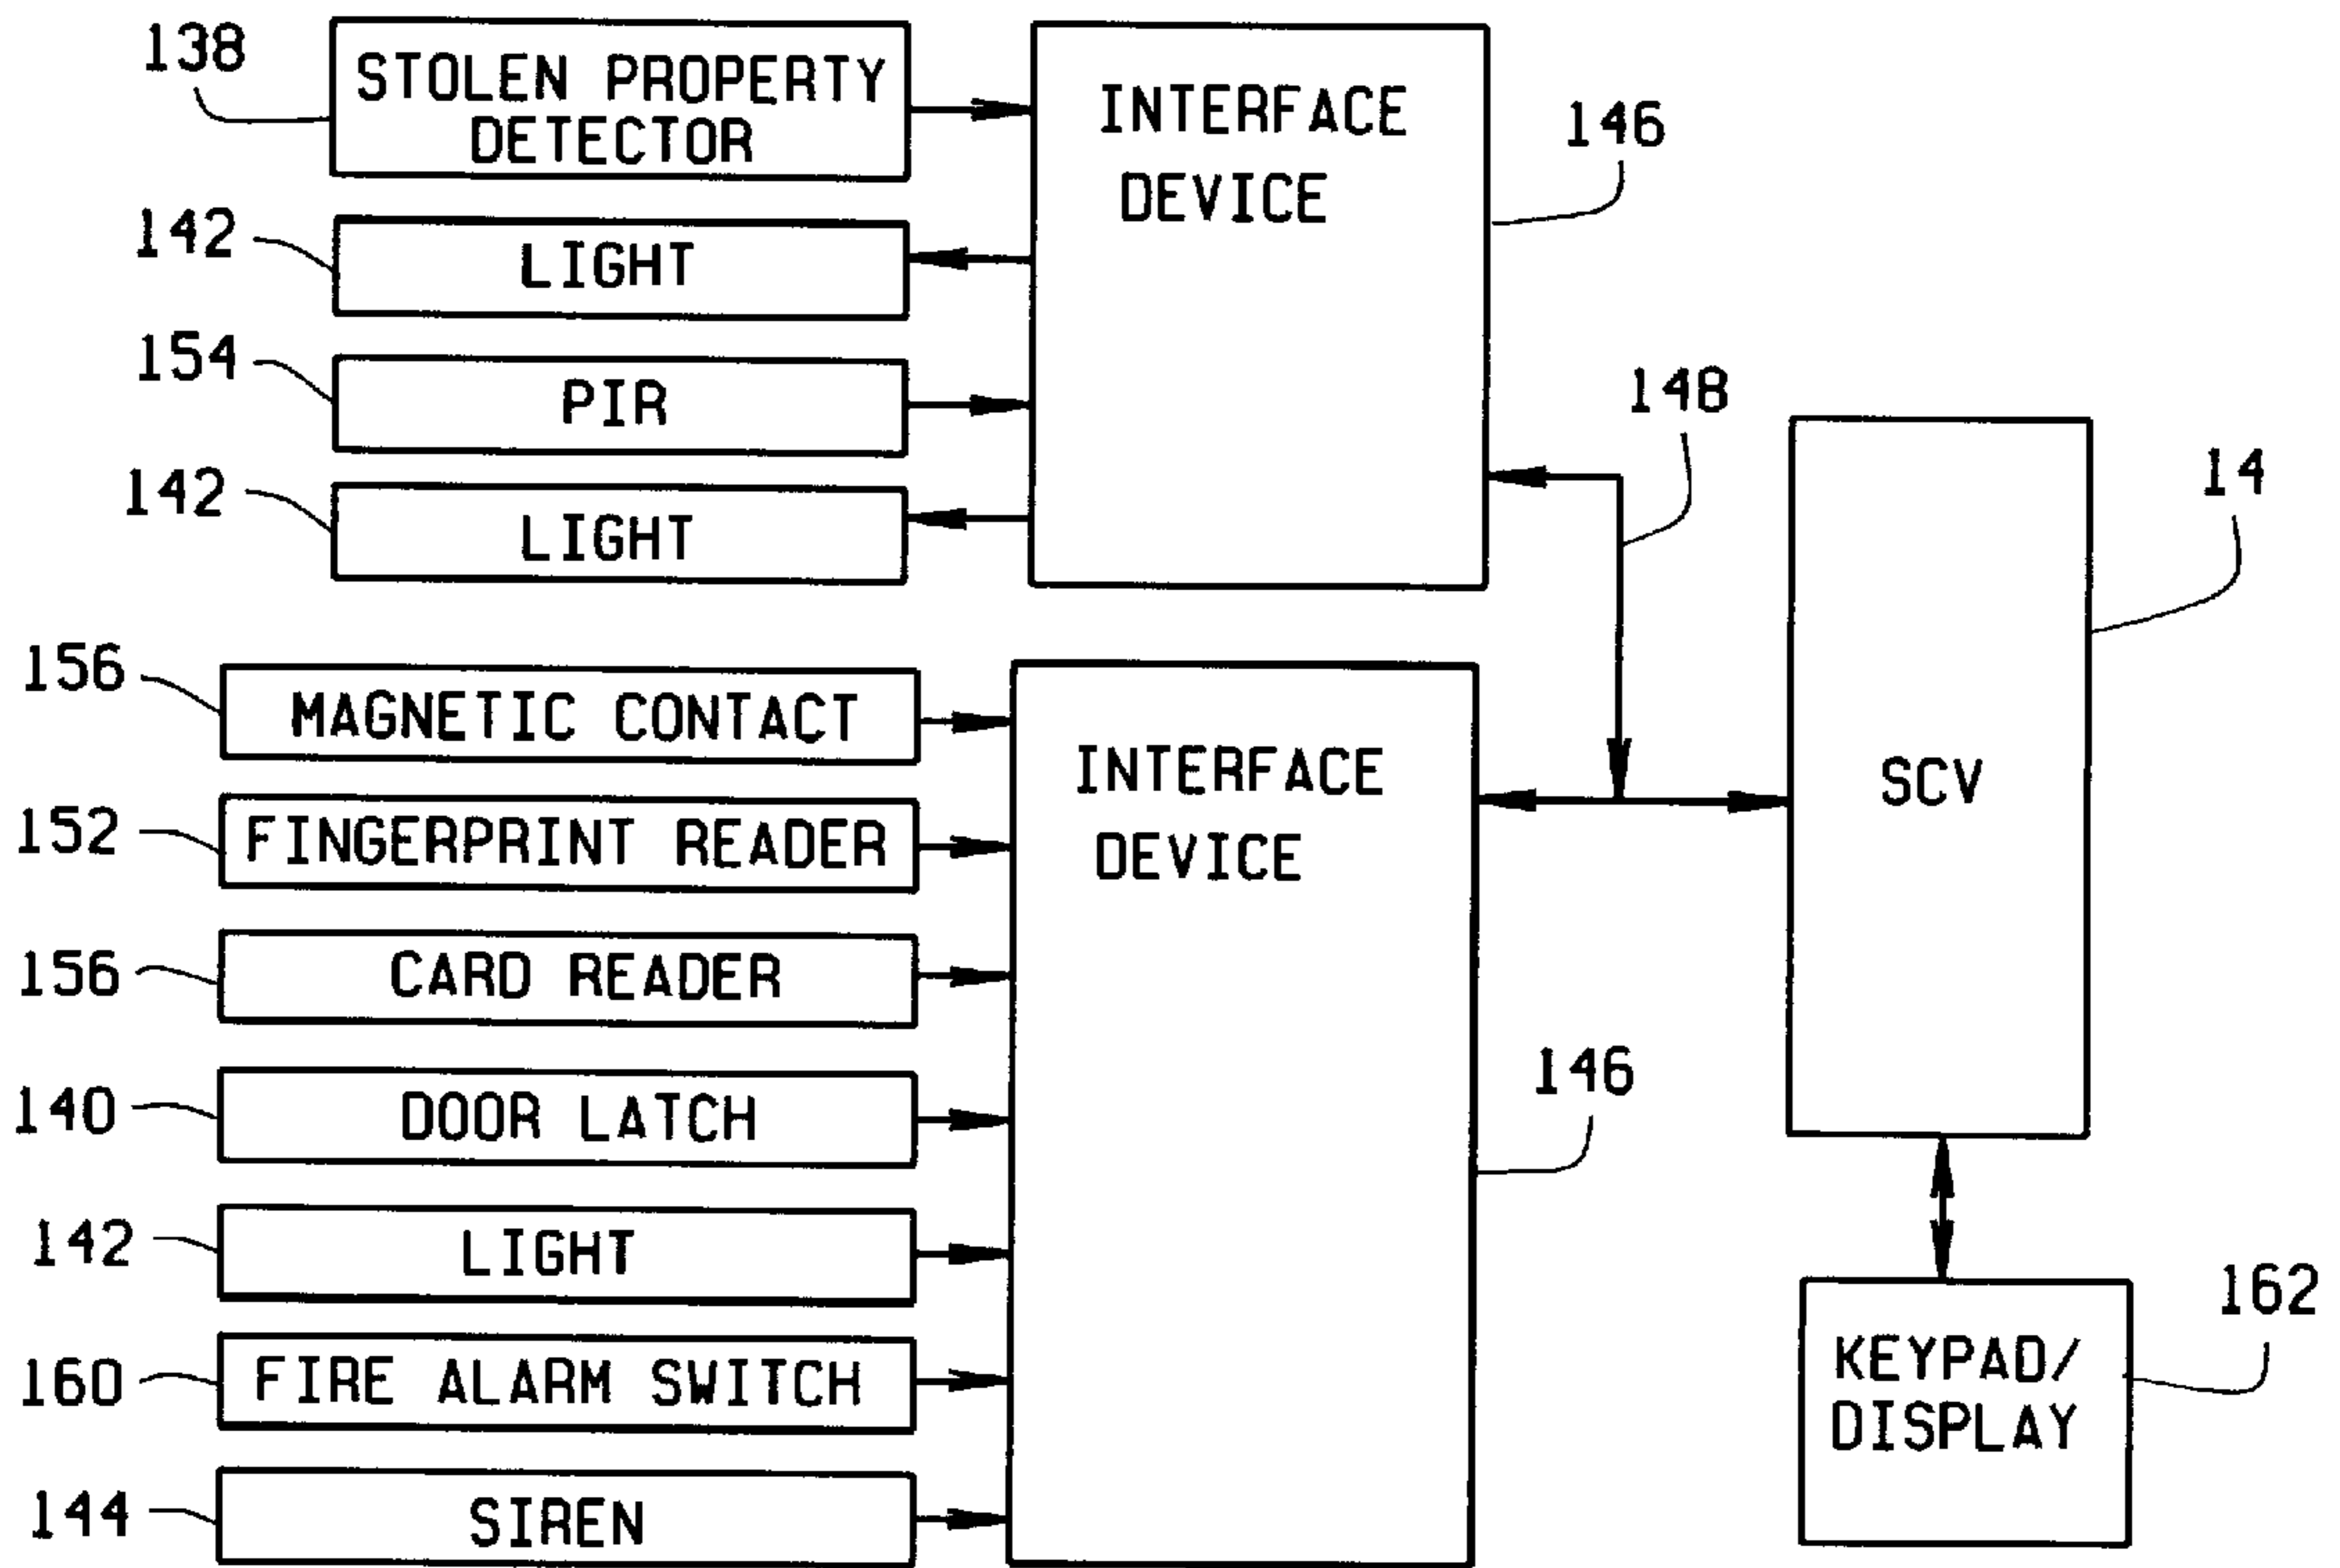 138
STOLEN PROPERTY
DETECTOR
142
LIGHT
154
PIR
142
LIGHT
INTERFACE
DEVICE
146
148
14
SCV
156
MAGNETIC CONTACT
152
FINGERPRINT READER
156
CARD READER
140
DOOR LATCH
142
LIGHT
160
FIRE ALARM SWITCH
144
SIREN
INTERFACE
DEVICE
146
162
KEYPAD/
DISPLAY